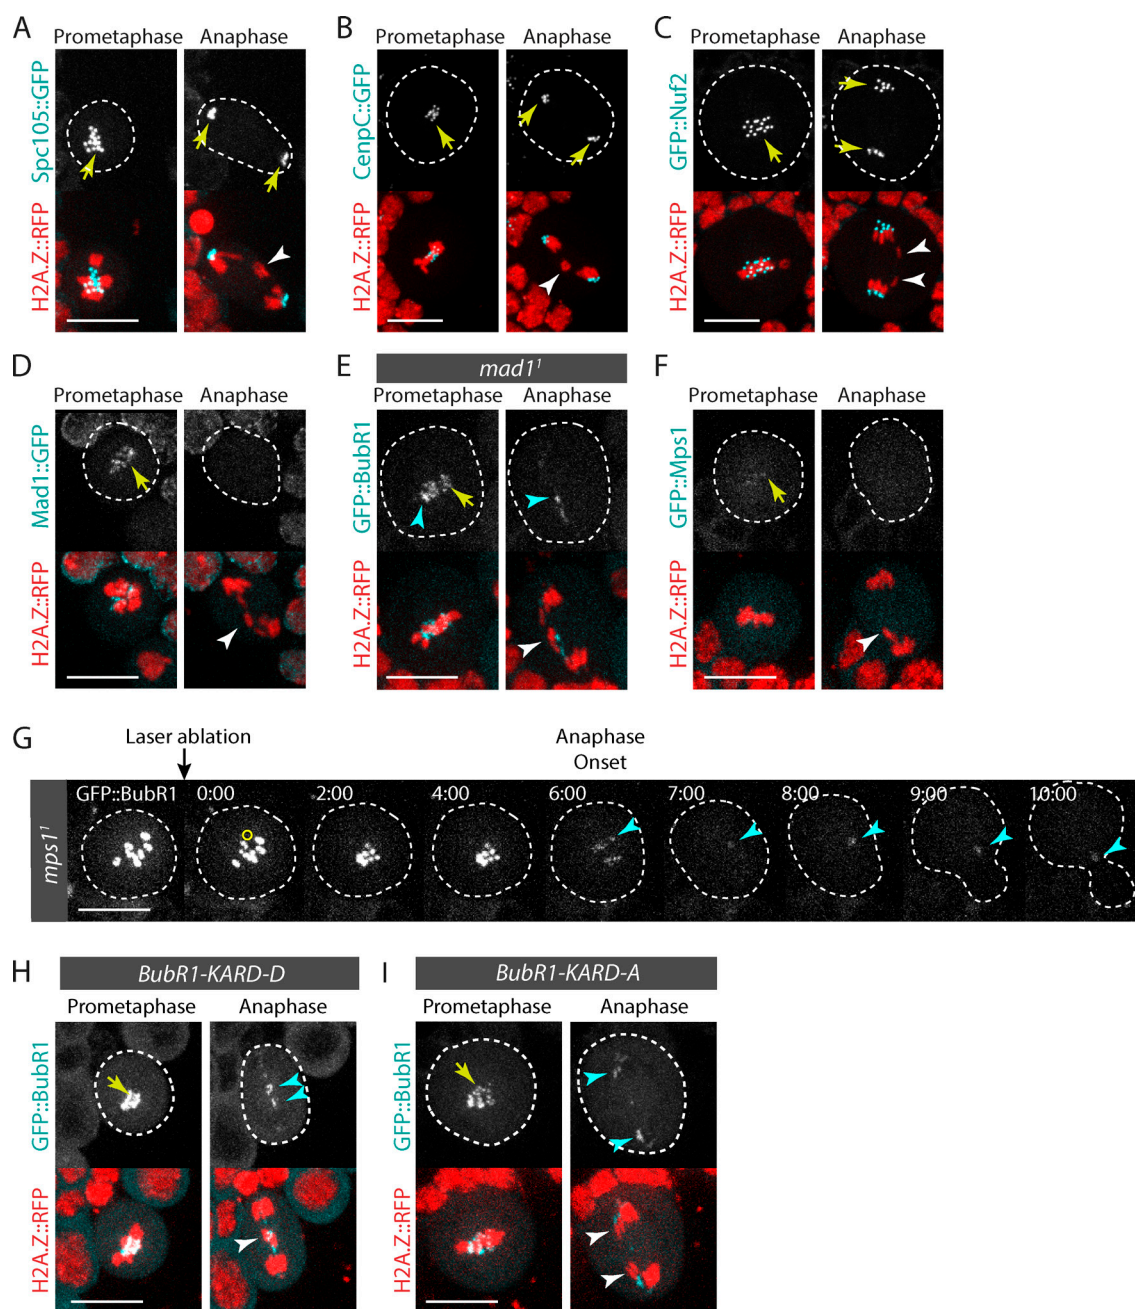 A
Prometaphase Anaphase
Spc105::GFP
H2A.Z::RFP
B
Prometaphase Anaphase
CenpC::GFP
H2A.Z::RFP
C
Prometaphase Anaphase
GFP::Nuf2
H2A.Z::RFP
D
Prometaphase Anaphase
Mad1::GFP
H2A.Z::RFP
E
mad1¹
Prometaphase Anaphase
GFP::BubR1
H2A.Z::RFP
F
Prometaphase Anaphase
GFP::Mps1
H2A.Z::RFP
G
Laser ablation
Anaphase
Onset
mps1¹
GFP::BubR1 0:00 2:00 4:00 6:00 7:00 8:00 9:00 10:00
H
BubR1-KARD-D
Prometaphase Anaphase
GFP::BubR1
H2A.Z::RFP
I
BubR1-KARD-A
Prometaphase Anaphase
GFP::BubR1
H2A.Z::RFP